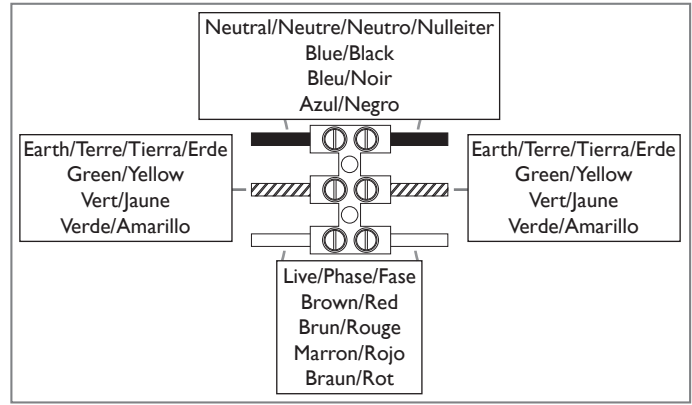 Neutral/Neutre/Neutro/Nulleiter
Blue/Black
Bleu/Noir
Azul/Negro
Earth/Terre/Tierra/Erde
Green/Yellow
Vert/Jaune
Verde/Amarillo
Earth/Terre/Tierra/Erde
Green/Yellow
Vert/Jaune
Verde/Amarillo
Live/Phase/Fase
Brown/Red
Brun/Rouge
Marron/Rojo
Braun/Rot